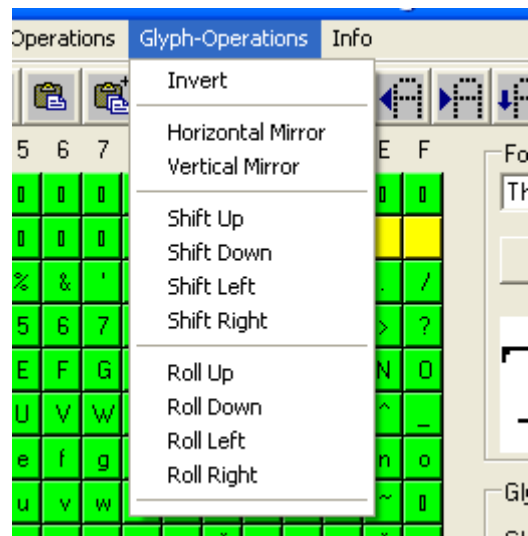 Operations Glyph-Operations Info
Invert
Horizontal Mirror
Vertical Mirror
Shift Up
Shift Down
Shift Left
Shift Right
Roll Up
Roll Down
Roll Left
Roll Right
5 6 7 E F
% & ' . /
5 6 7 > ?
E F G N O
U V W ^ _
e f g n o
u v w ~